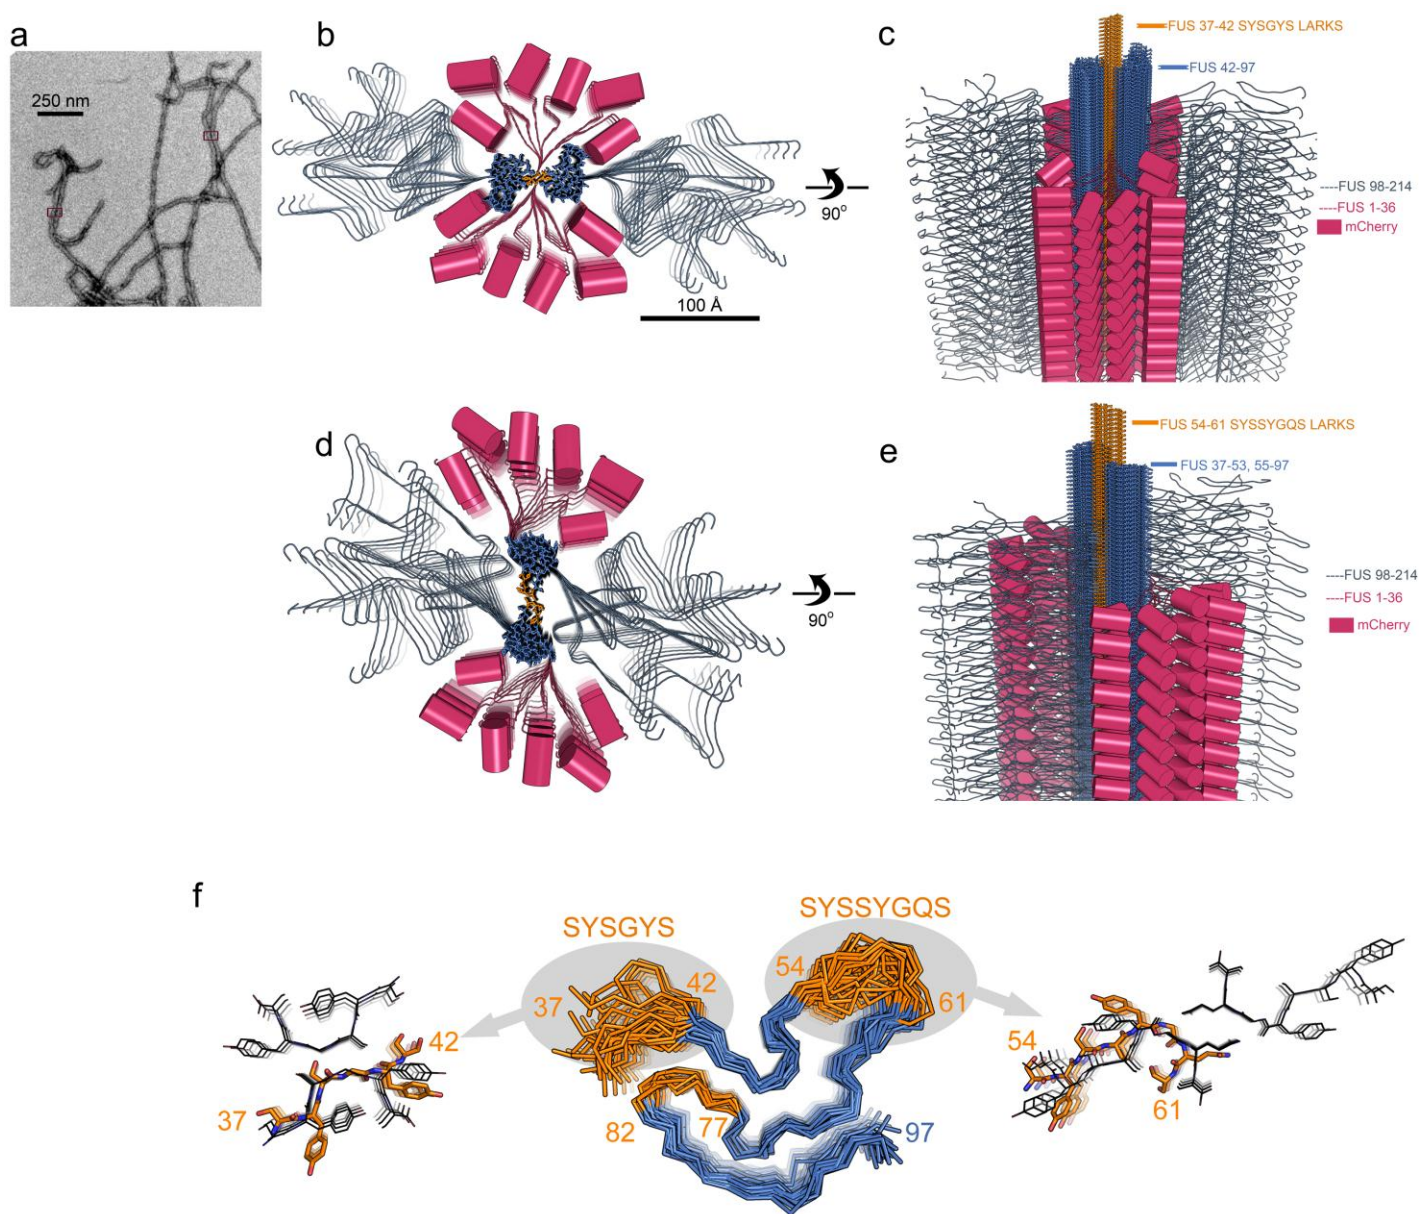 a
250 nm
b
90°
100 Å
c
FUS 37-42 SYSGYS LARKS
FUS 42-97
----FUS 98-214
----FUS 1-36
mCherry
d
90°
e
FUS 54-61 SYSSYGQS LARKS
FUS 37-53, 55-97
----FUS 98-214
----FUS 1-36
mCherry
f
SYSGYS
SYSSYGQS
37
42
54
61
82
77
97
42
37
54
61